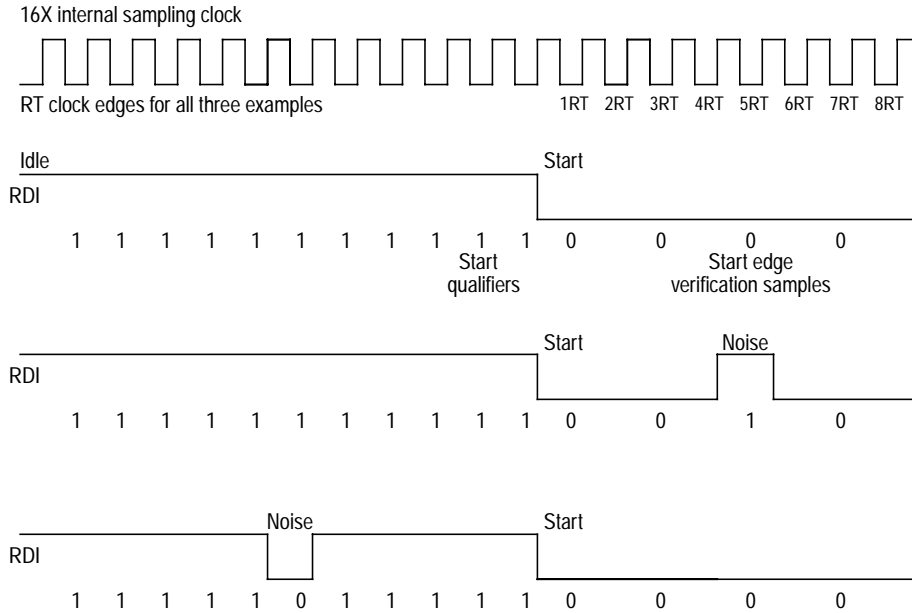 16X internal sampling clock
RT clock edges for all three examples
1RT 2RT 3RT 4RT 5RT 6RT 7RT 8RT
Idle Start
RDI
1 1 1 1 1 1 1 1 1 1 1 0 0 0 0
Start qualifiers
Start edge verification samples
Start Noise
RDI
1 1 1 1 1 1 1 1 1 1 1 0 0 1 0
Noise Start
RDI
1 1 1 1 1 0 1 1 1 1 1 0 0 0 0